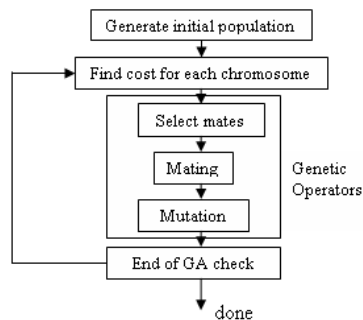 Generate initial population
Find cost for each chromosome
Select mates
Mating
Genetic
Operators
Mutation
End of GA check
done